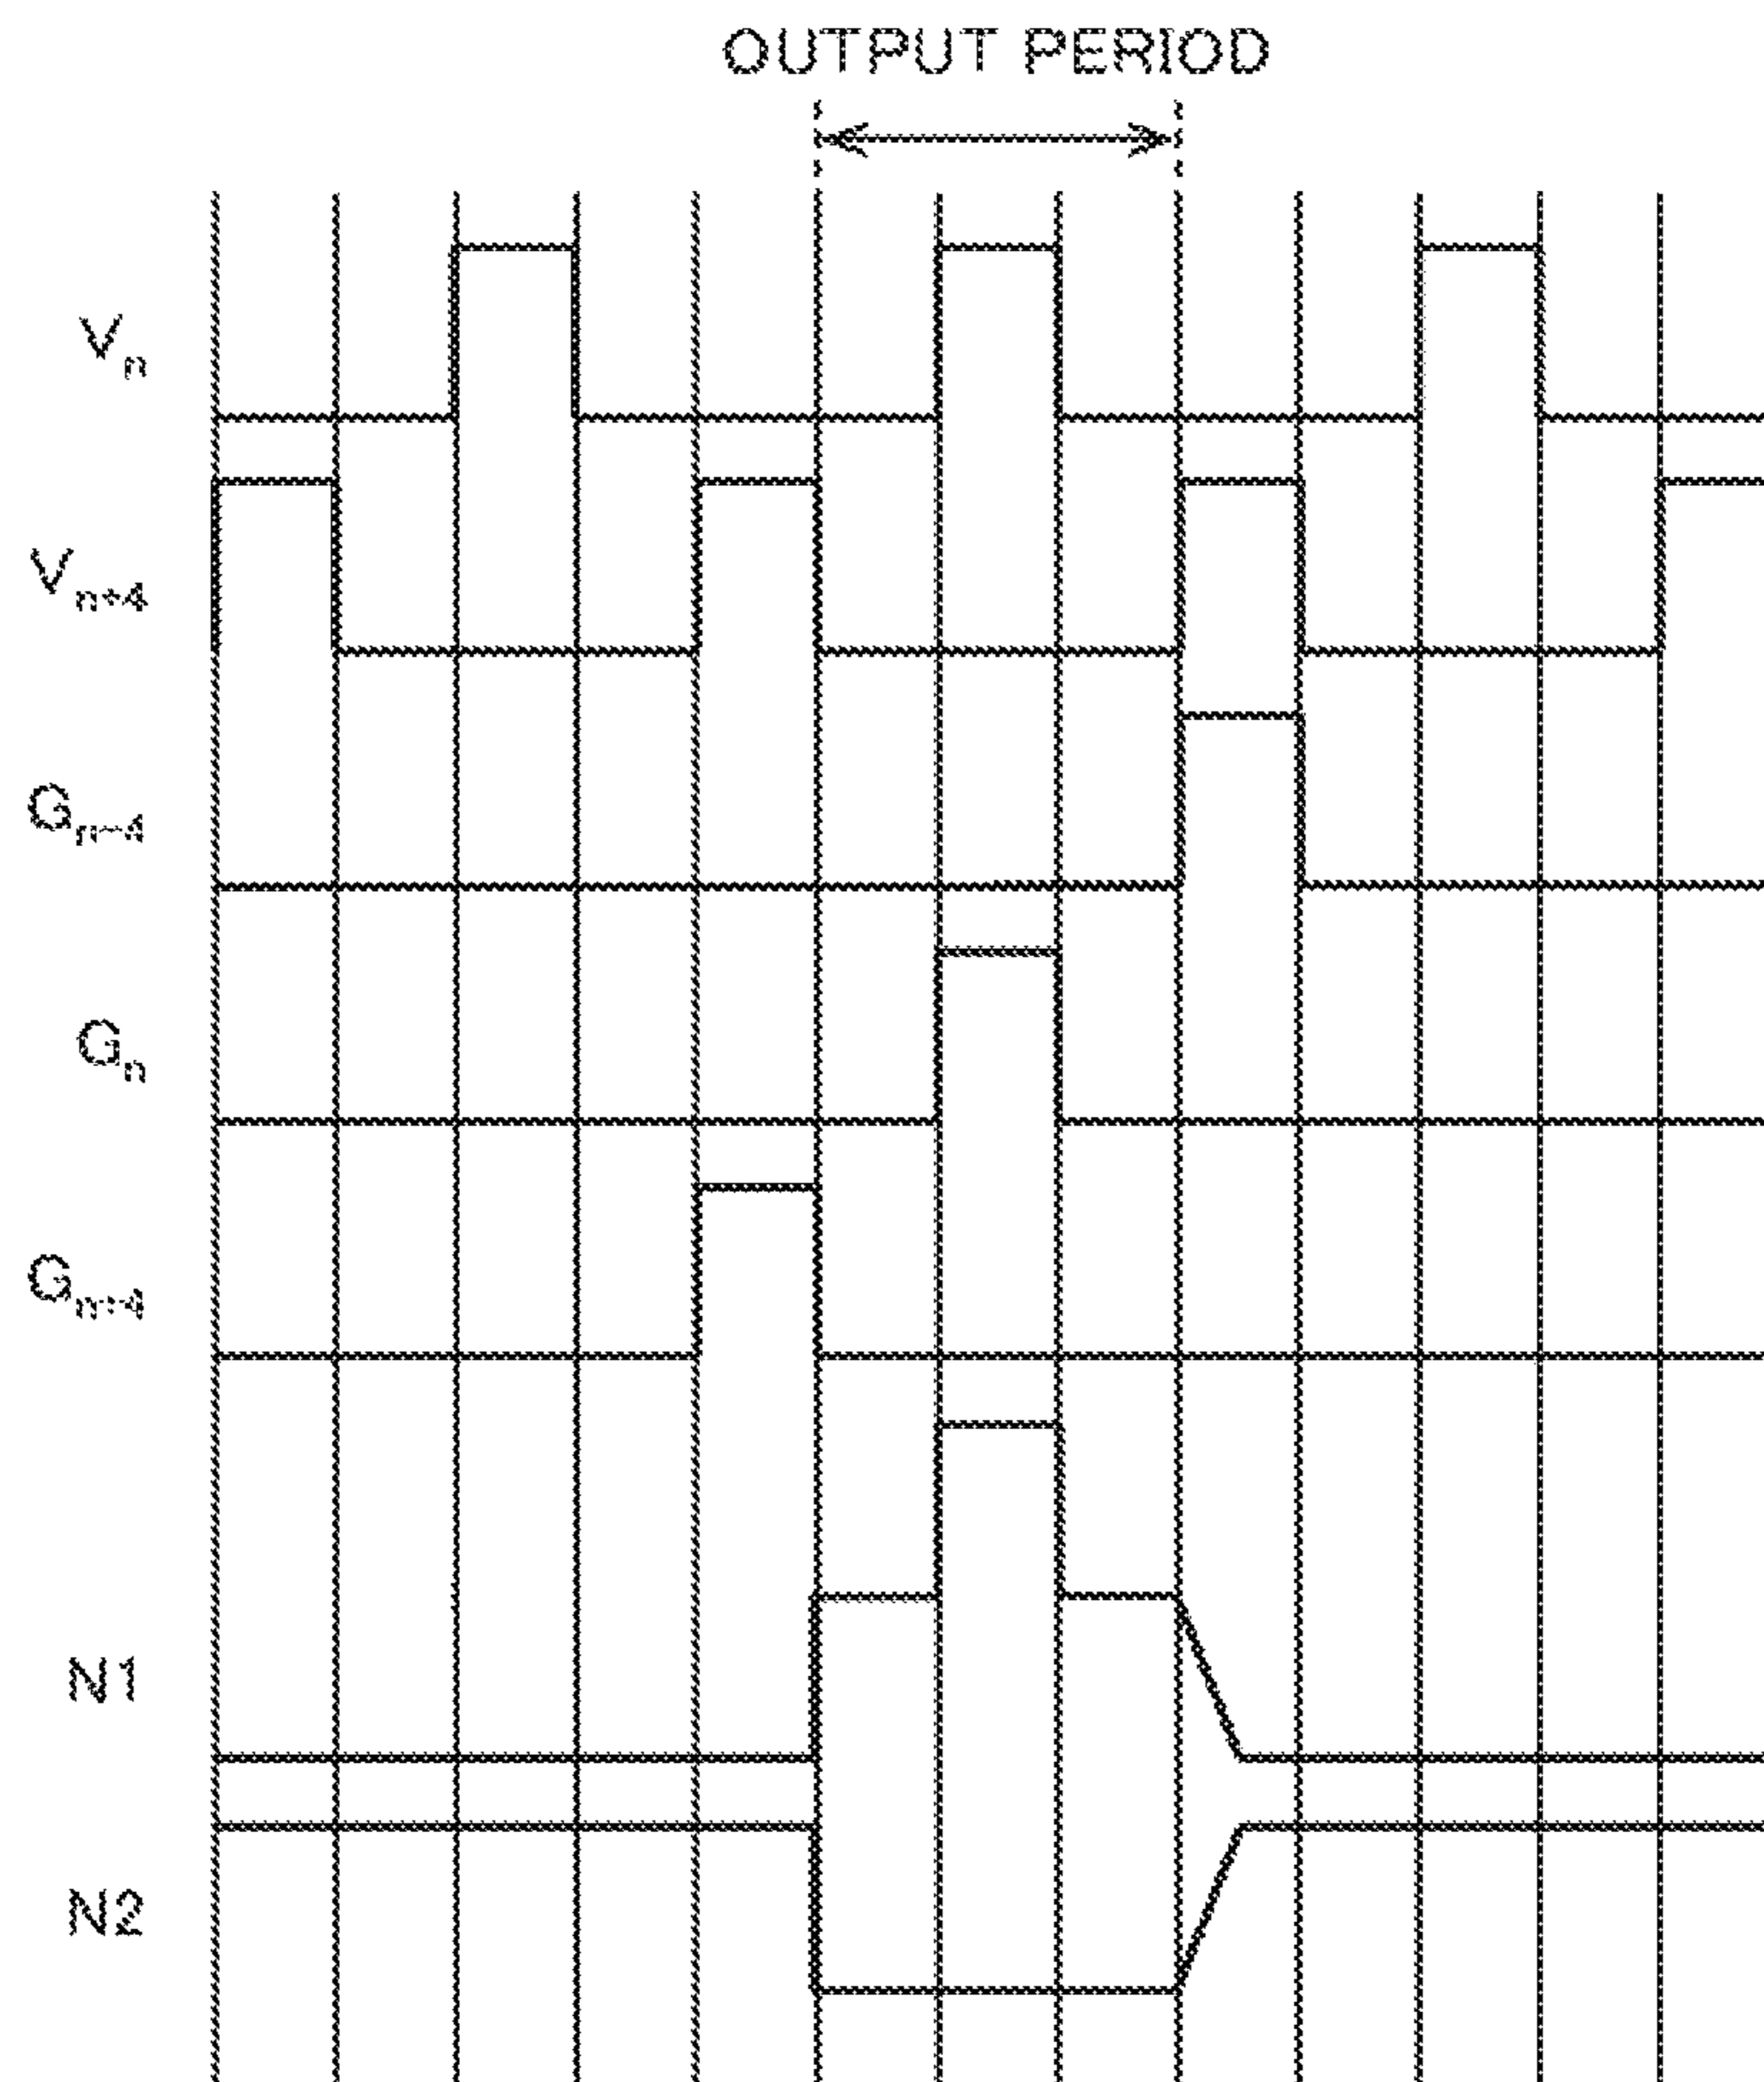 OUTPUT PERIOD
Vn
Vn+4
Gn-4
Gn
Gn+4
N1
N2